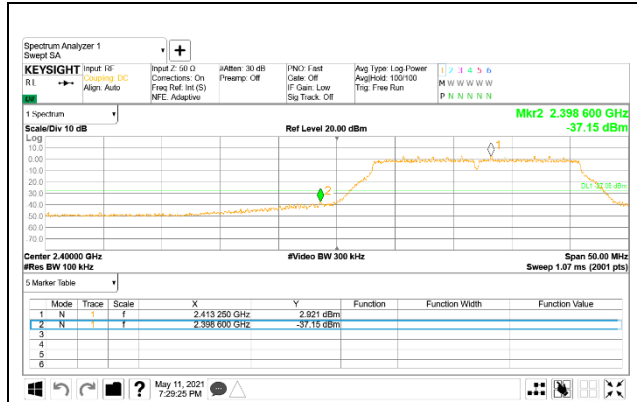 Spectrum Analyzer 1
Swept SA
+
KEYSIGHT Input: RF Input Z: 50 Ω #Atten: 30 dB PNO: Fast Avg Type: Log-Power 1 2 3 4 5 6
R L Coupling: DC Corrections: On Preamp: Off Gate: Off Avg|Hold: 100/100 M W W W W W
Align: Auto Freq Ref: Int (S) IF Gain: Low Trig: Free Run
NFE: Adaptive Sig Track: Off P N N N N N
1 Spectrum Mkr2 2.398 600 GHz
Scale/Div 10 dB Ref Level 20.00 dBm -37.15 dBm
Log
10.0 1
0.00
-10.0
-20.0
-30.0 2
-40.0
-50.0
-60.0
-70.0
Center 2.40000 GHz #Video BW 300 kHz Span 50.00 MHz
#Res BW 100 kHz Sweep 1.07 ms (2001 pts)
5 Marker Table
Mode Trace Scale X Y Function Function Width Function Value
1 N 1 f 2.413 250 GHz 2.921 dBm
2 N 1 f 2.398 600 GHz -37.15 dBm
3
4
5
6
? May 11, 2021
7:29:25 PM